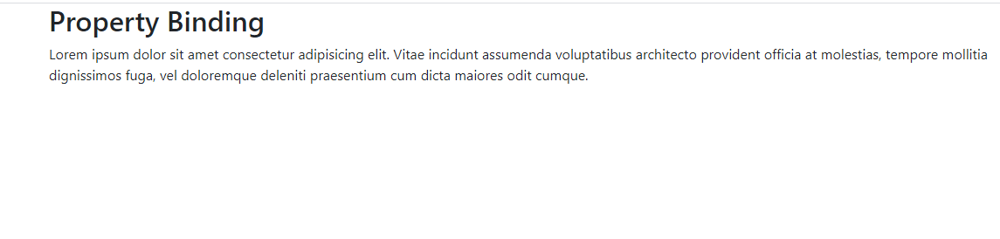 Property Binding
Lorem ipsum dolor sit amet consectetur adipisicing elit. Vitae incidunt assumenda voluptatibus architecto provident officia at molestias, tempore mollitia
dignissimos fuga, vel doloremque deleniti praesentium cum dicta maiores odit cumque.